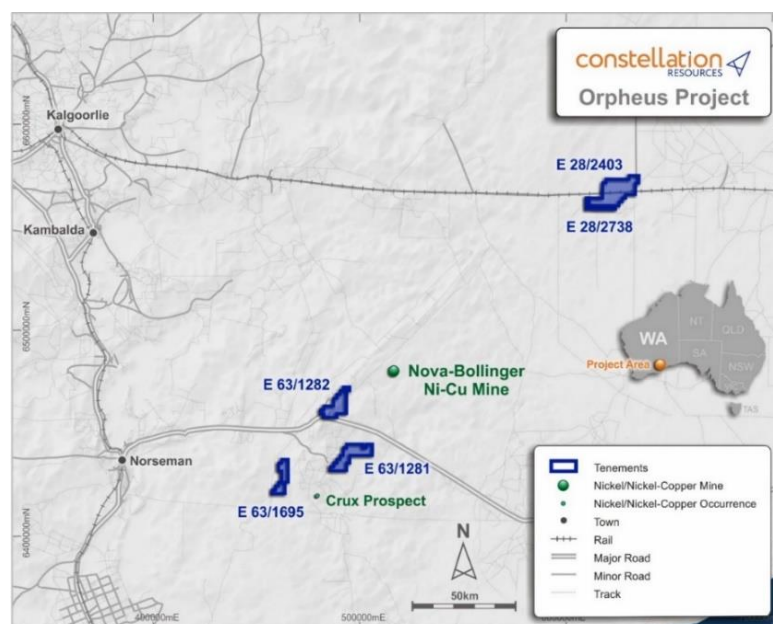 constellation
RESOURCES
Orpheus Project
6600000mN
Kalgoorlie
E 28/2403
Kambalda
E 28/2738
6500000mN
NT
QLD
WA
SA
NSW
Project Area
TAS
Nova-Bollinger
Ni-Cu Mine
E 63/1282
Norseman
E 63/1281
E 63/1695
Crux Prospect
6400000mN
N
50km
400000mE
500000mE
Tenements
Nickel/Nickel-Copper Mine
Nickel/Nickel-Copper Occurrence
Town
Rail
Major Road
Minor Road
Track